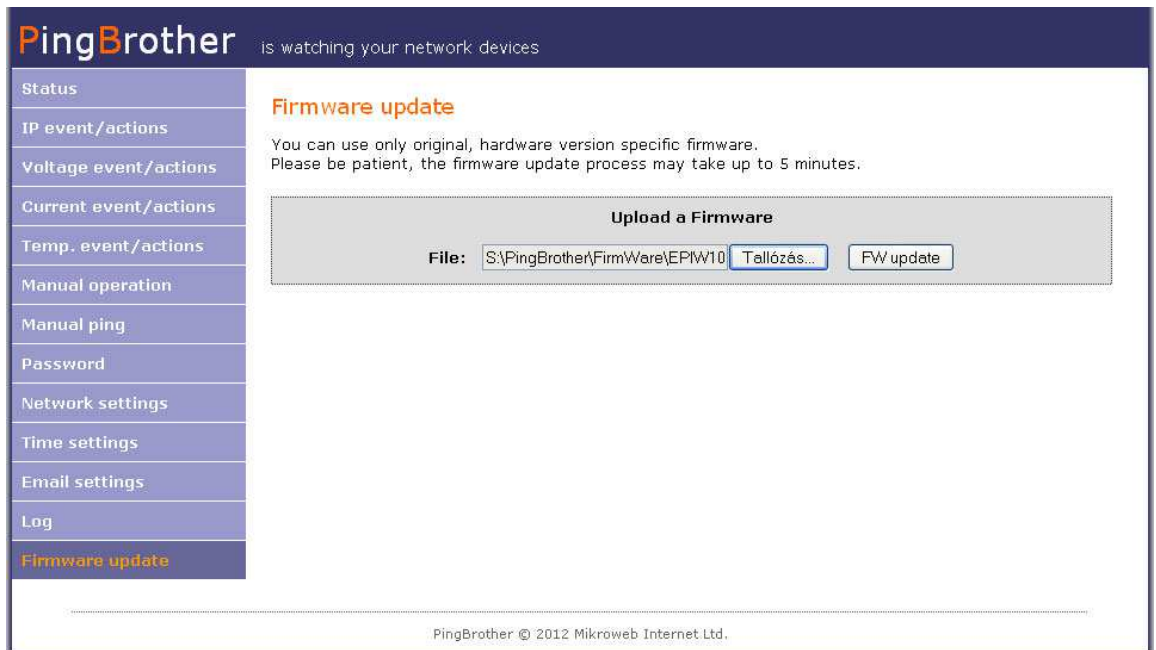 PingBrother is watching your network devices
Status
IP event/actions
Voltage event/actions
Current event/actions
Temp. event/actions
Manual operation
Manual ping
Password
Network settings
Time settings
Email settings
Log
Firmware update
Firmware update
You can use only original, hardware version specific firmware.
Please be patient, the firmware update process may take up to 5 minutes.
Upload a Firmware
File: S:\PingBrother\FirmWare\EPIW10 Tallózás... FW update
PingBrother © 2012 Mikroweb Internet Ltd.